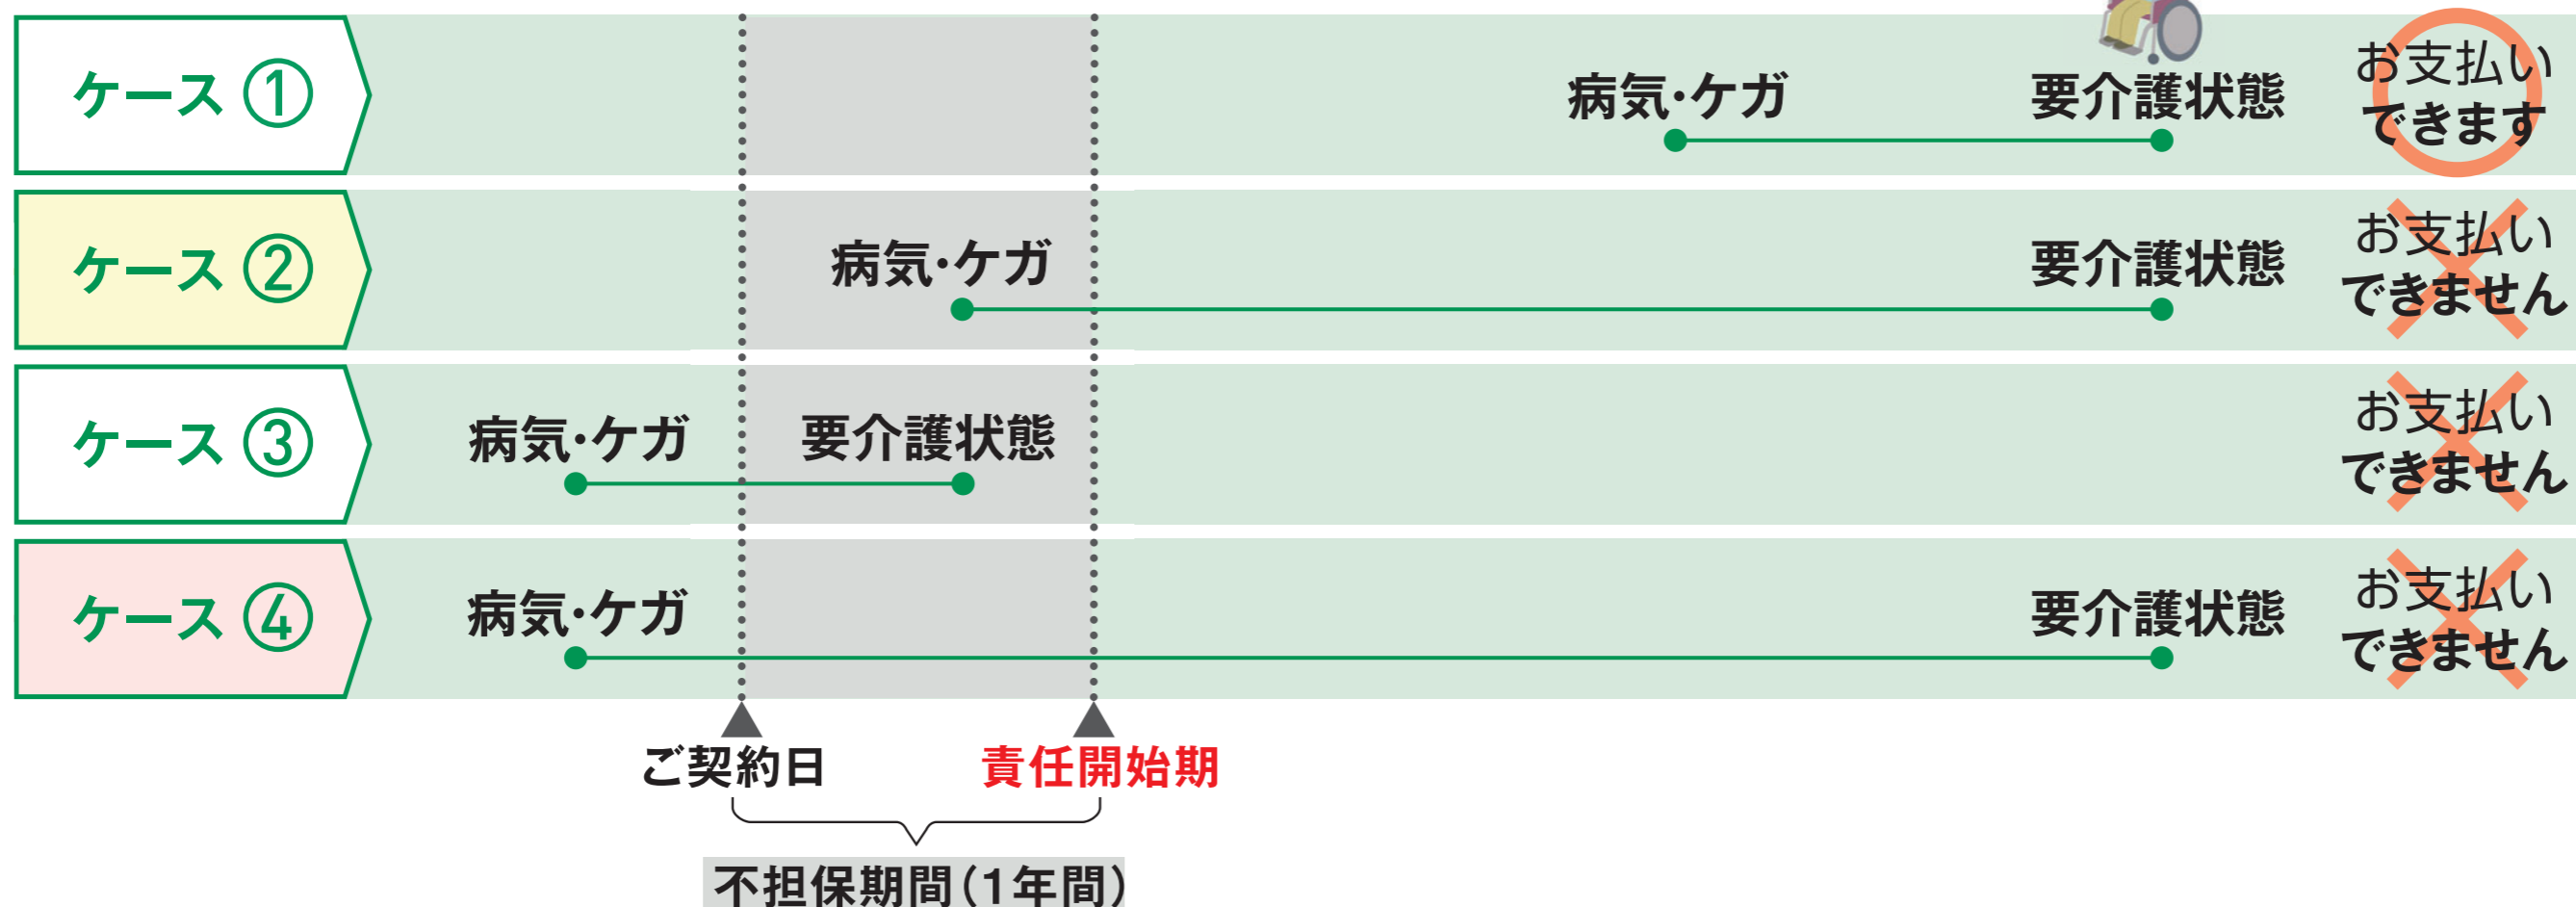 ケース ①
病気・ケガ
要介護状態
お支払い
できます
ケース ②
病気・ケガ
要介護状態
お支払い
できません
ケース ③
病気・ケガ
要介護状態
お支払い
できません
ケース ④
病気・ケガ
要介護状態
お支払い
できません
ご契約日
責任開始期
不担保期間(1年間)